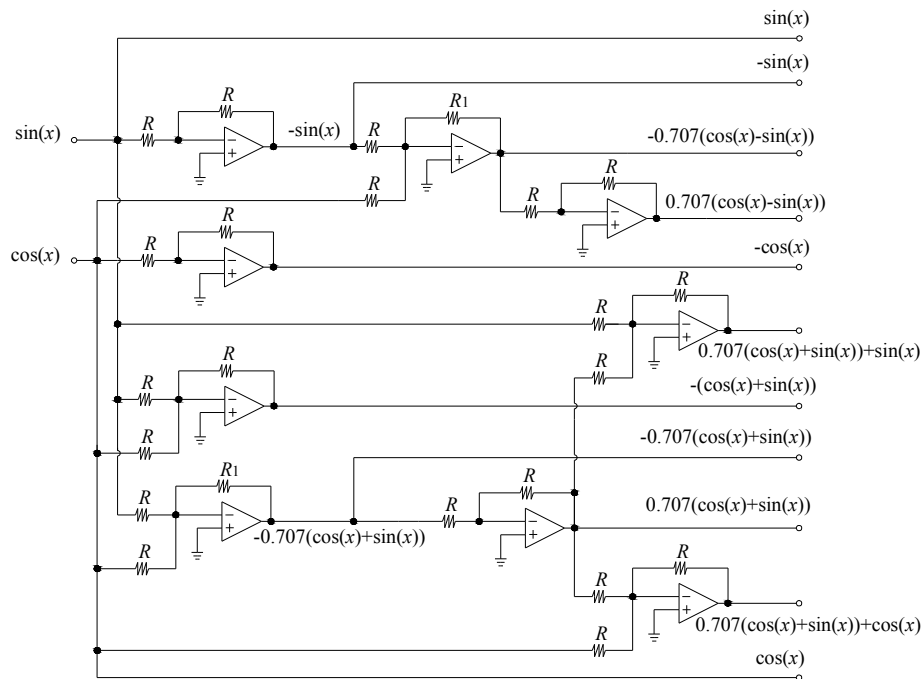 sin(x)
-sin(x)
R
R1
R
sin(x)
-sin(x)
R
-0.707(cos(x)-sin(x))
R
R
R
0.707(cos(x)-sin(x))
R
R
cos(x)
-cos(x)
R
R
0.707(cos(x)+sin(x))+sin(x)
R
R
R
-(cos(x)+sin(x))
R
-0.707(cos(x)+sin(x))
R1
R
R
R
0.707(cos(x)+sin(x))
-0.707(cos(x)+sin(x))
R
R
R
0.707(cos(x)+sin(x))+cos(x)
R
cos(x)